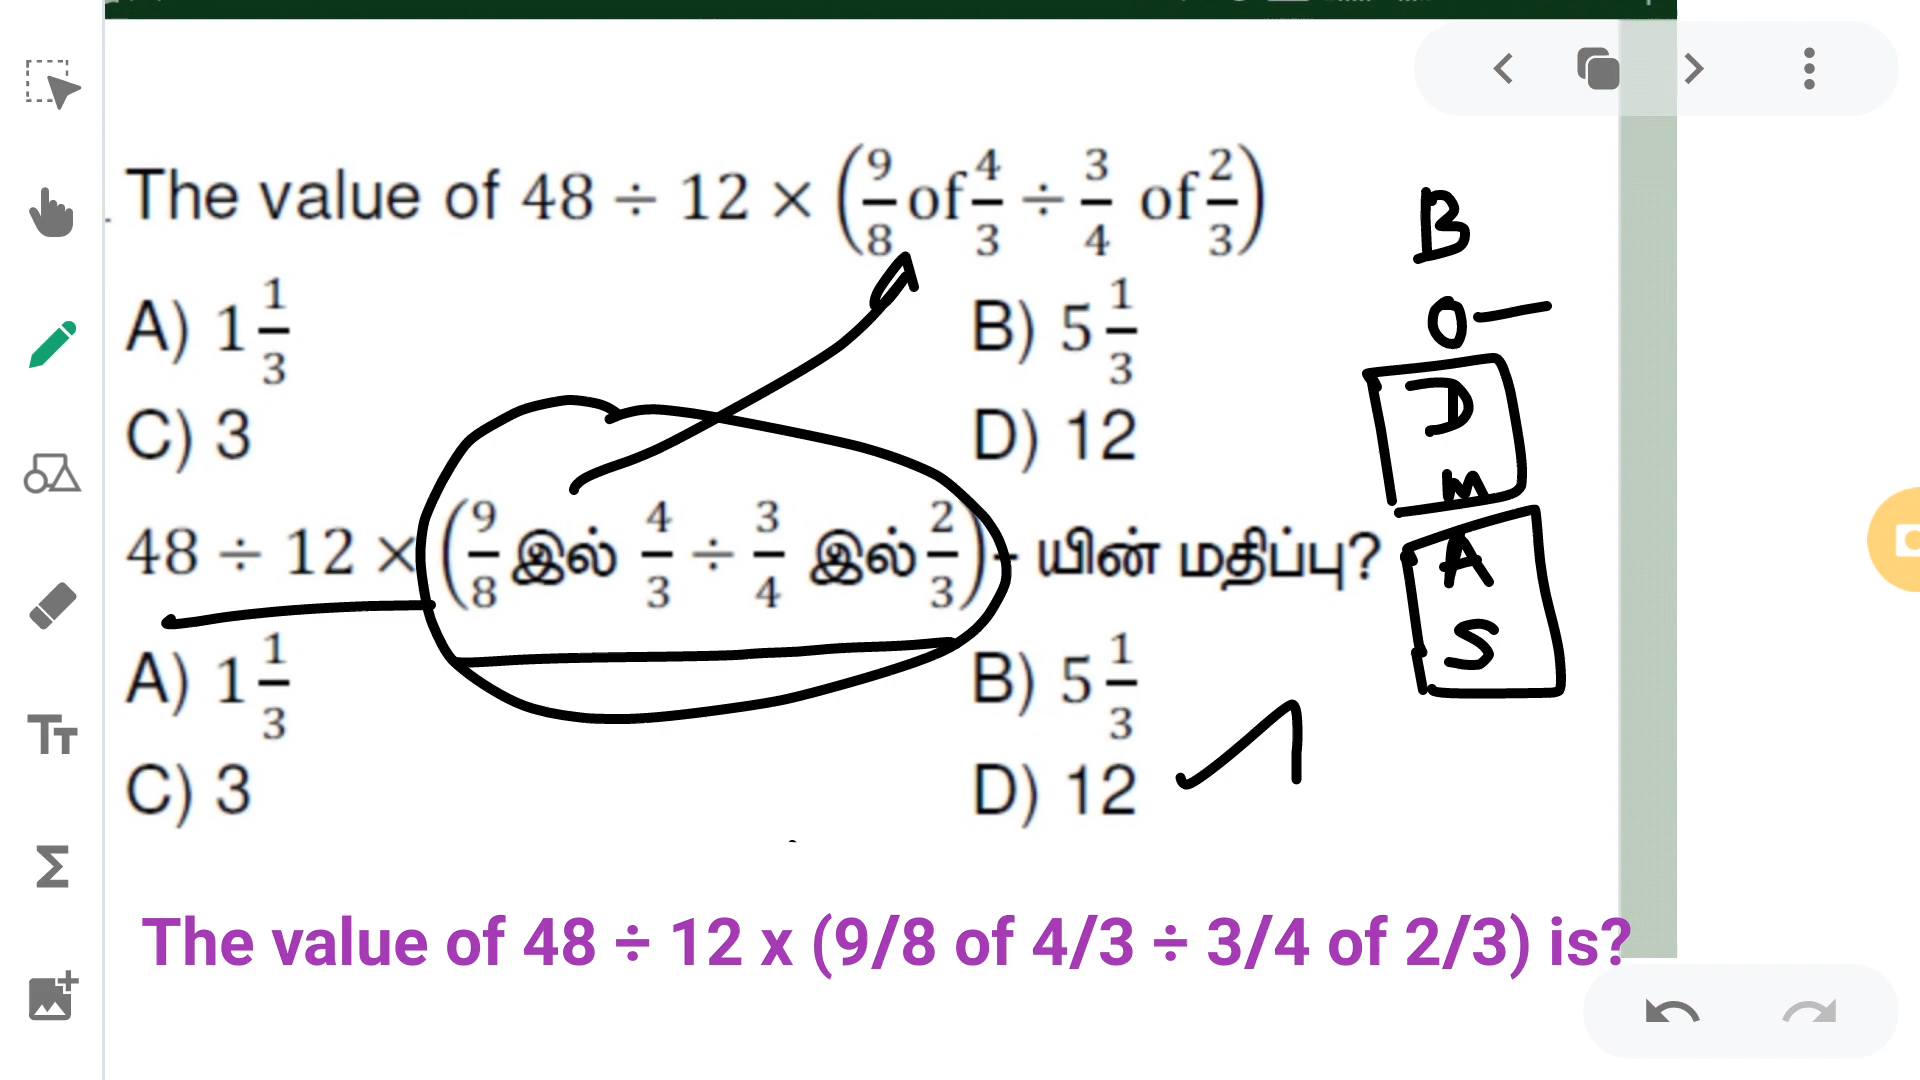 The value of 48 ÷ 12 × (9/8 of 4/3 ÷ 3/4 of 2/3)
A) 1 1/3 B) 5 1/3
C) 3 D) 12
48 ÷ 12 × (9/8 இல் 4/3 ÷ 3/4 இல் 2/3) - யின் மதிப்பு?
A) 1 1/3 B) 5 1/3
C) 3 D) 12
B
O
D
M
A
S
The value of 48 ÷ 12 x (9/8 of 4/3 ÷ 3/4 of 2/3) is?
TT
Σ